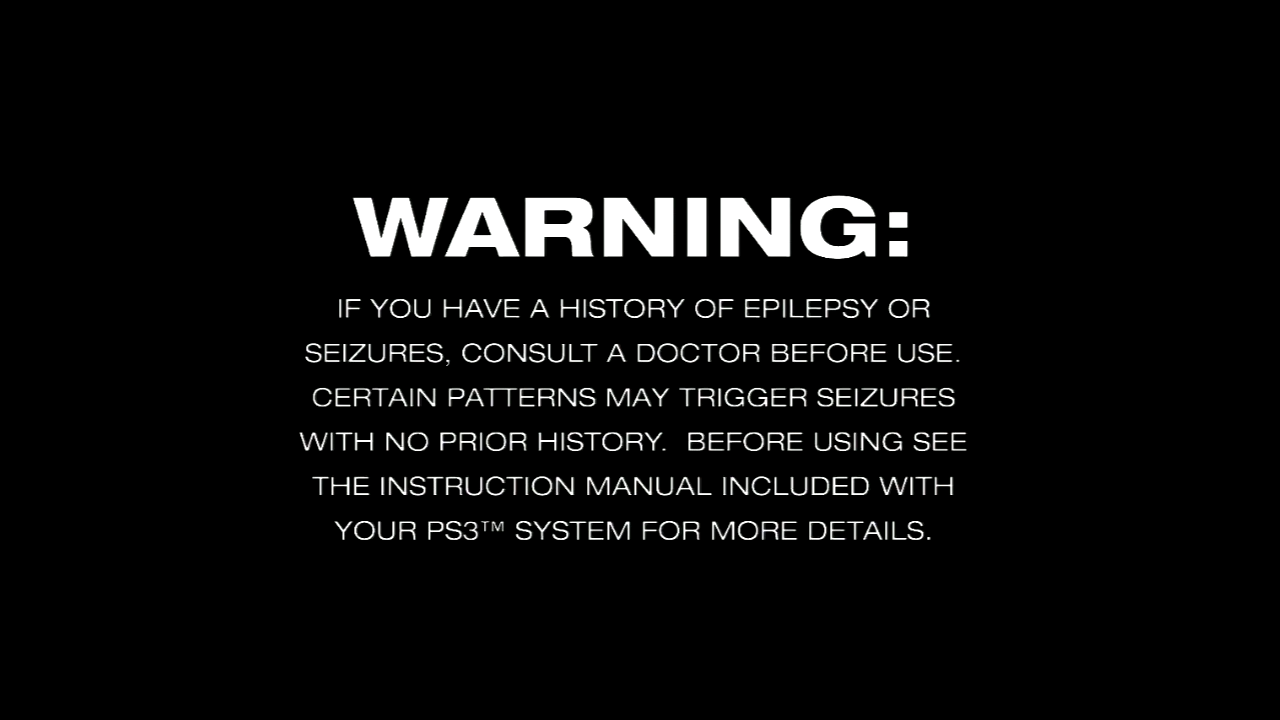 WARNING:
IF YOU HAVE A HISTORY OF EPILEPSY OR
SEIZURES, CONSULT A DOCTOR BEFORE USE.
CERTAIN PATTERNS MAY TRIGGER SEIZURES
WITH NO PRIOR HISTORY.  BEFORE USING SEE
THE INSTRUCTION MANUAL INCLUDED WITH
YOUR PS3™ SYSTEM FOR MORE DETAILS.